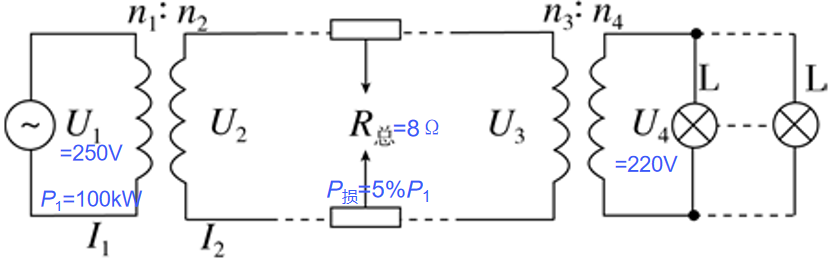 n₁∶n₂
n₃∶n₄
~
U₁
=250V
P₁=100kW
I₁
U₂
I₂
R总=8Ω
P损=5%P₁
U₃
U₄
=220V
L
L